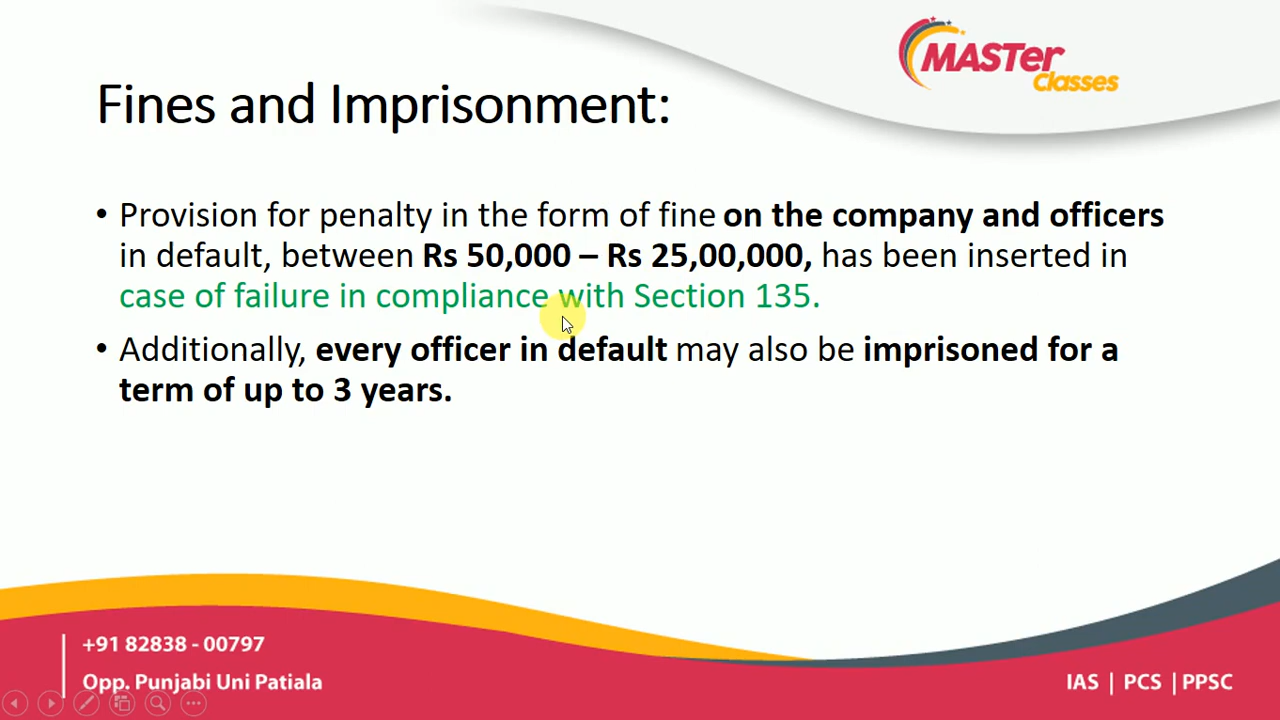 MASTer
Classes
Fines and Imprisonment:
• Provision for penalty in the form of fine on the company and officers
in default, between Rs 50,000 – Rs 25,00,000, has been inserted in
case of failure in compliance with Section 135.
• Additionally, every officer in default may also be imprisoned for a
term of up to 3 years.
+91 82838 - 00797
Opp. Punjabi Uni Patiala
IAS | PCS | PPSC